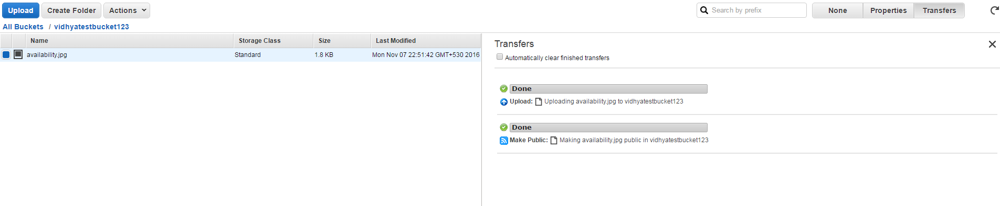 Upload Create Folder Actions Search by prefix None Properties Transfers
All Buckets / vidhyatestbucket123
Name Storage Class Size Last Modified
availability.jpg Standard 1.8 KB Mon Nov 07 22:51:42 GMT+530 2016
Transfers
Automatically clear finished transfers
Done
Upload: Uploading availability.jpg to vidhyatestbucket123
Done
Make Public: Making availability.jpg public in vidhyatestbucket123